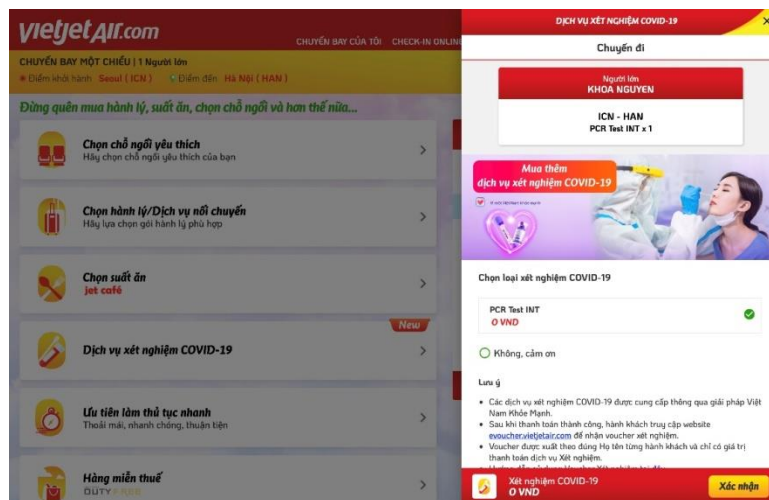 vietjetAir.com
CHUYẾN BAY CỦA TÔI CHECK-IN ONLINE
CHUYẾN BAY MỘT CHIỀU | 1 Người lớn
Điểm khởi hành Seoul ( ICN ) Điểm đến Hà Nội ( HAN )
Đừng quên mua hành lý, suất ăn, chọn chỗ ngồi và hơn thế nữa...
Chọn chỗ ngồi yêu thích
Hãy chọn chỗ ngồi yêu thích của bạn
Chọn hành lý/Dịch vụ nối chuyến
Hãy lựa chọn gói hành lý phù hợp
Chọn suất ăn
jet café
New
Dịch vụ xét nghiệm COVID-19
Ưu tiên làm thủ tục nhanh
Thoải mái, nhanh chóng, thuận tiện
Hàng miễn thuế
DUTY FREE
DỊCH VỤ XÉT NGHIỆM COVID-19
Chuyến đi
Người lớn
KHOA NGUYEN
ICN - HAN
PCR Test INT x 1
Mua thêm
dịch vụ xét nghiệm COVID-19
Chọn loại xét nghiệm COVID-19
PCR Test INT
0 VND
Không, cảm ơn
Lưu ý
• Các dịch vụ xét nghiệm COVID-19 được cung cấp thông qua giải pháp Việt
Nam Khỏe Mạnh.
• Sau khi thanh toán thành công, hành khách truy cập website
evoucher.vietjetair.com để nhận voucher xét nghiệm.
• Voucher được xuất theo đúng Họ tên từng hành khách và chỉ có giá trị
thanh toán dịch vụ Xét nghiệm.
Xét nghiệm COVID-19
0 VND
Xác nhận